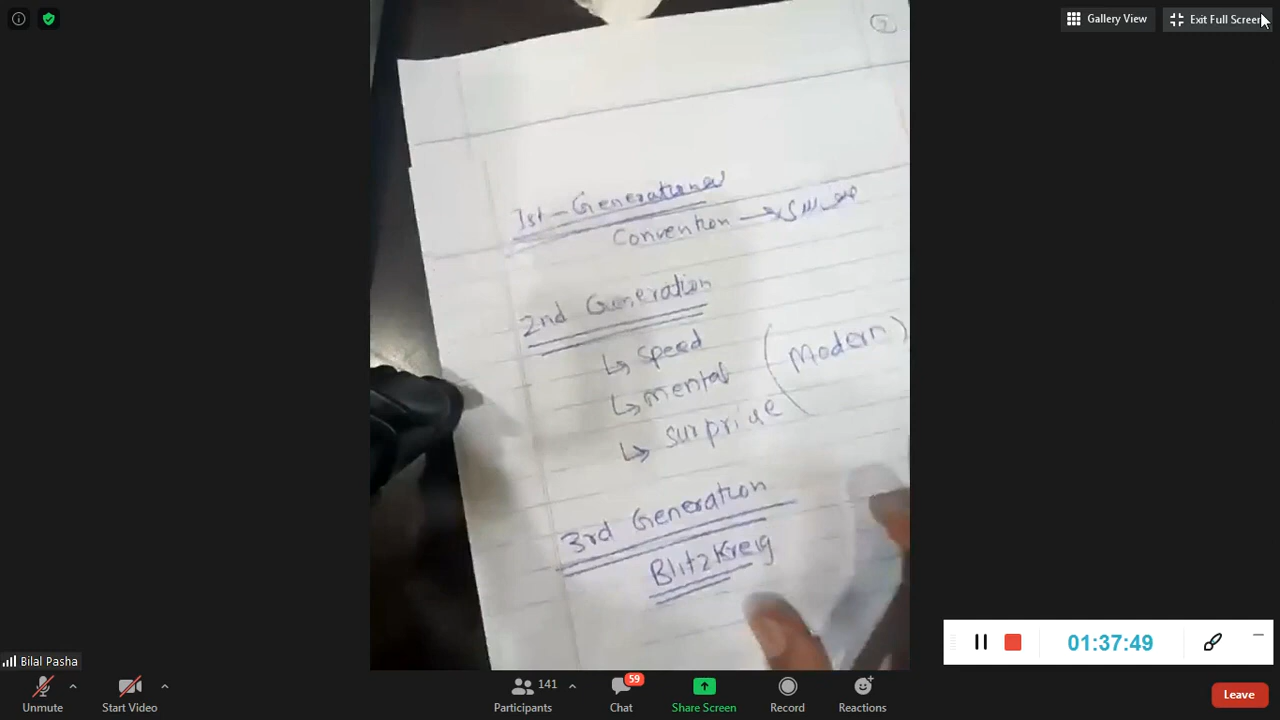 Gallery View
Exit Full Screen
2
1st - Generational
Convention →
2nd Generation
↳ Speed
↳ mental
(Modern)
↳ surprise
3rd Generation
BlitzKreig
01:37:49
Bilal Pasha
Unmute
Start Video
141
Participants
59
Chat
Share Screen
Record
Reactions
Leave